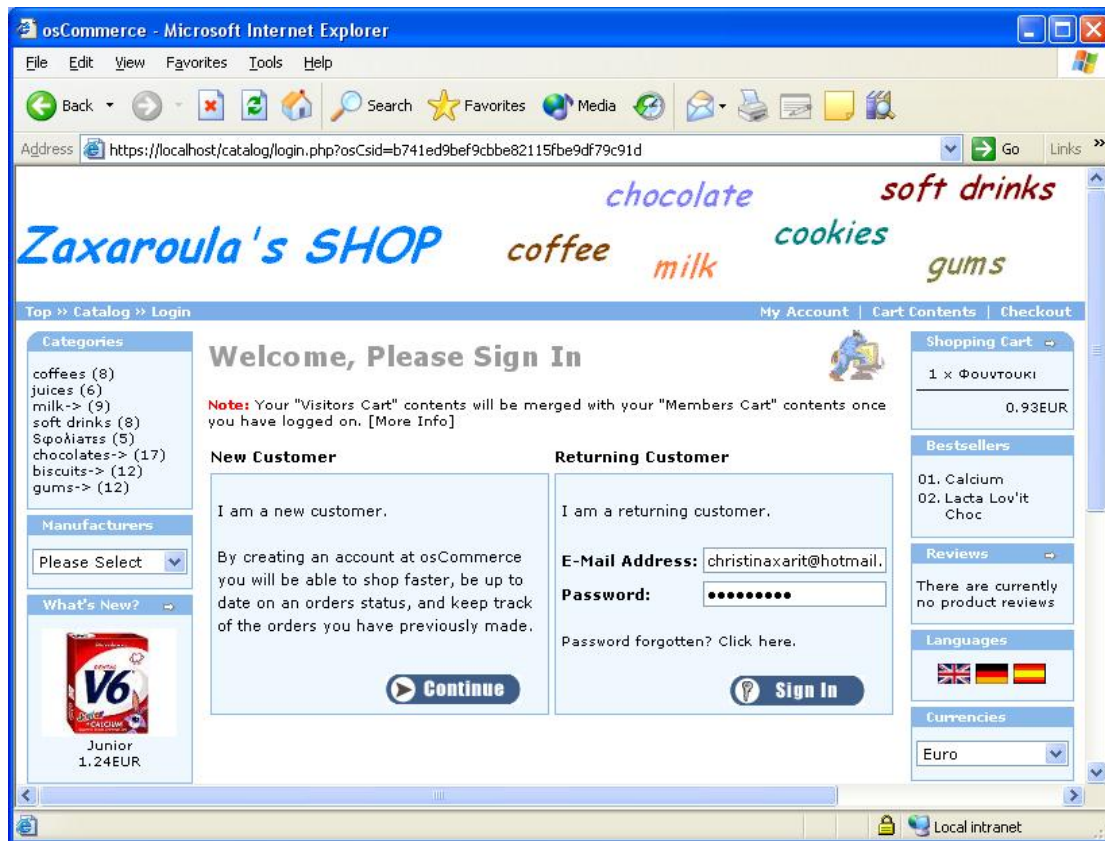 osCommerce - Microsoft Internet Explorer
File Edit View Favorites Tools Help
Back Search Favorites Media
Address https://localhost/catalog/login.php?osCsid=b741ed9bef9cbbe82115fbe9df79c91d Go Links »
Zaxaroula's SHOP
chocolate
soft drinks
coffee
milk
cookies
gums
Top » Catalog » Login
My Account | Cart Contents | Checkout
Categories
coffees (8)
juices (6)
milk-> (9)
soft drinks (8)
Sφολιατες (5)
chocolates-> (17)
biscuits-> (12)
gums-> (12)
Manufacturers
Please Select
What's New?
V6
Junior
1.24EUR
Welcome, Please Sign In
Note: Your "Visitors Cart" contents will be merged with your "Members Cart" contents once
you have logged on. [More Info]
New Customer
I am a new customer.
By creating an account at osCommerce
you will be able to shop faster, be up to
date on an orders status, and keep track
of the orders you have previously made.
Continue
Returning Customer
I am a returning customer.
E-Mail Address: christinaxarit@hotmail.
Password: •••••••••
Password forgotten? Click here.
Sign In
Shopping Cart
1 x Φουντουκι
0.93EUR
Bestsellers
01. Calcium
02. Lacta Lov'it
Choc
Reviews
There are currently
no product reviews
Languages
Currencies
Euro
Local intranet